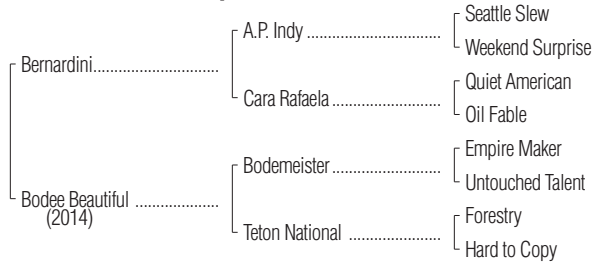 Seattle Slew
A.P. Indy ..............................
Weekend Surprise
Bernardini............................
Quiet American
Cara Rafaela ........................
Oil Fable
Empire Maker
Bodemeister........................
Untouched Talent
Bodee Beautiful ..................
(2014)
Forestry
Teton National ....................
Hard to Copy